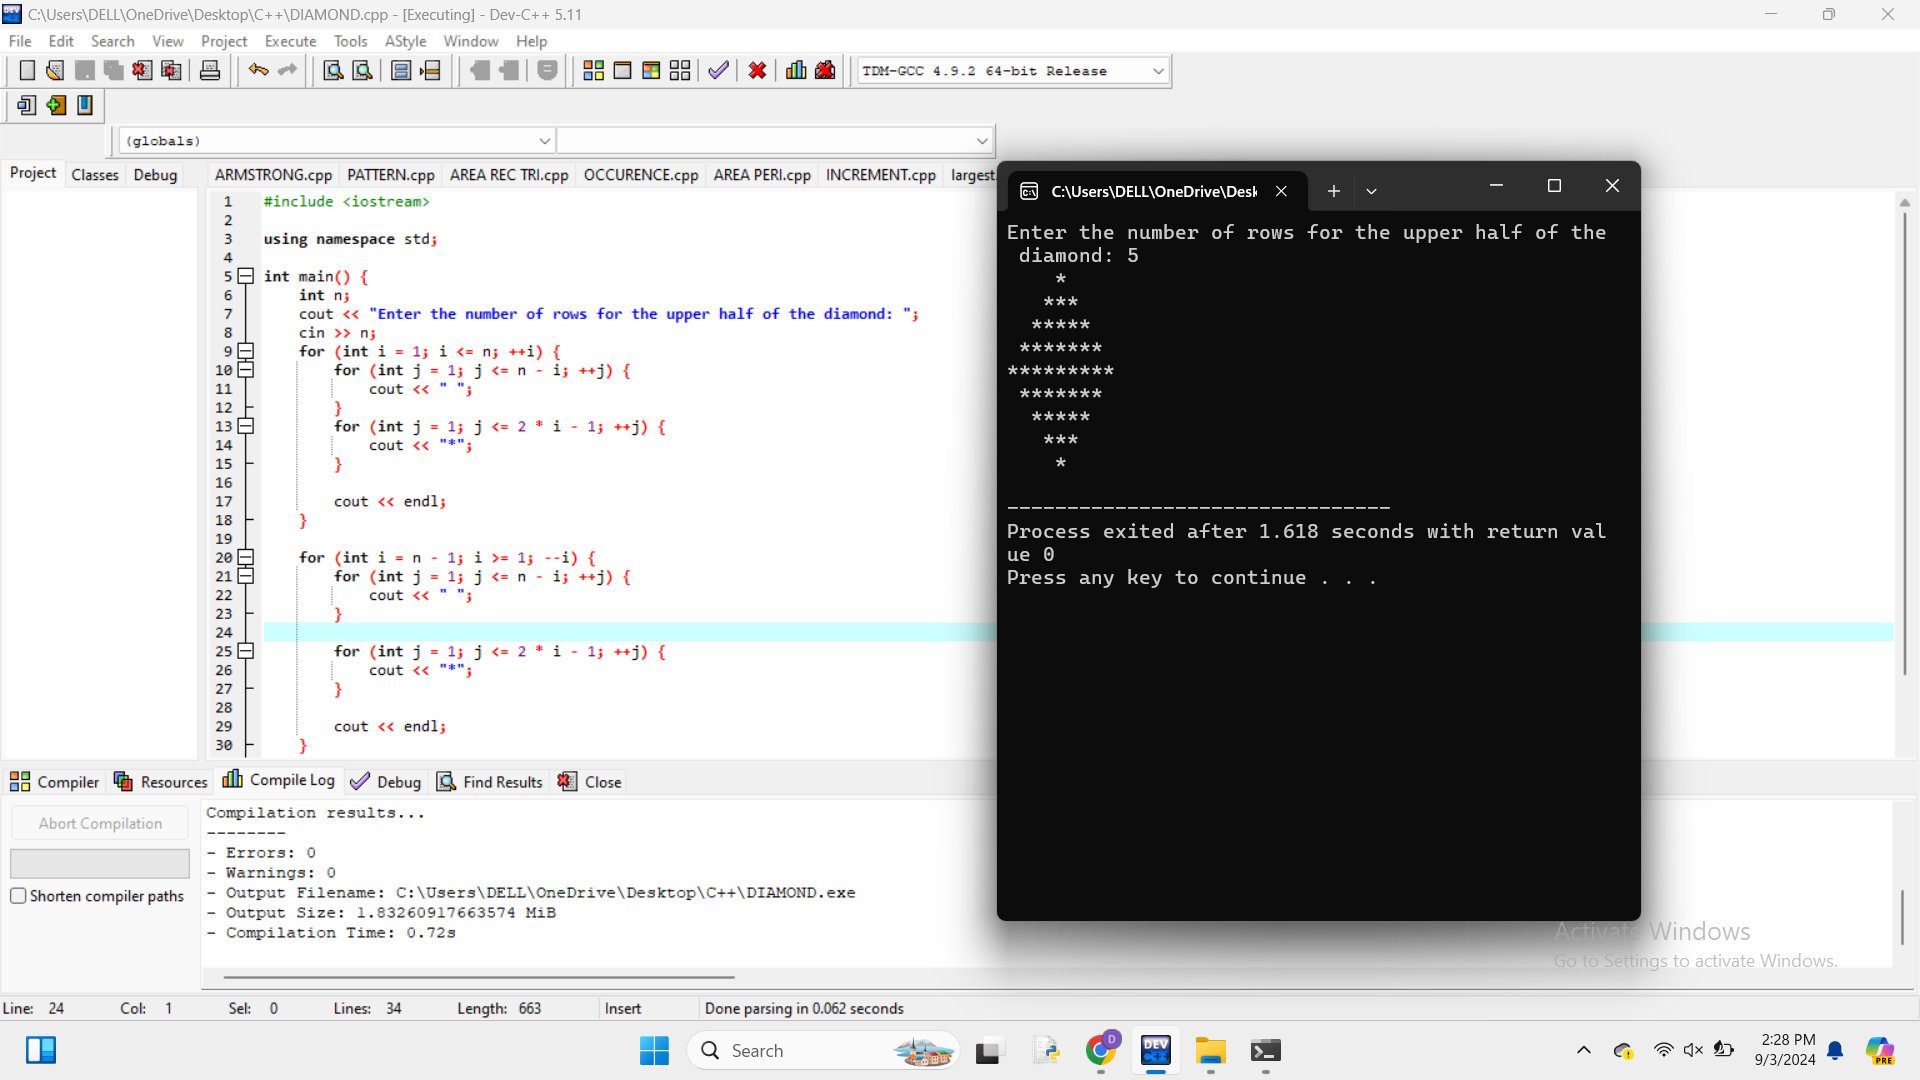 C:\Users\DELL\OneDrive\Desktop\C++\DIAMOND.cpp - [Executing] - Dev-C++ 5.11
File Edit Search View Project Execute Tools AStyle Window Help
TDM-GCC 4.9.2 64-bit Release
(globals)
Project Classes Debug
ARMSTRONG.cpp PATTERN.cpp AREA REC TRI.cpp OCCURENCE.cpp AREA PERI.cpp INCREMENT.cpp largest.
1 #include <iostream>
2
3 using namespace std;
4
5 int main() {
6     int n;
7     cout << "Enter the number of rows for the upper half of the diamond: ";
8     cin >> n;
9     for (int i = 1; i <= n; ++i) {
10         for (int j = 1; j <= n - i; ++j) {
11             cout << " ";
12         }
13         for (int j = 1; j <= 2 * i - 1; ++j) {
14             cout << "*";
15         }
16
17         cout << endl;
18     }
19
20     for (int i = n - 1; i >= 1; --i) {
21         for (int j = 1; j <= n - i; ++j) {
22             cout << " ";
23         }
24
25         for (int j = 1; j <= 2 * i - 1; ++j) {
26             cout << "*";
27         }
28
29         cout << endl;
30     }
C:\Users\DELL\OneDrive\Desk
Enter the number of rows for the upper half of the
 diamond: 5
    *
   ***
  *****
 *******
*********
 *******
  *****
   ***
    *
--------------------------------
Process exited after 1.618 seconds with return val
ue 0
Press any key to continue . . .
Compiler Resources Compile Log Debug Find Results Close
Abort Compilation
Shorten compiler paths
Compilation results...
--------
- Errors: 0
- Warnings: 0
- Output Filename: C:\Users\DELL\OneDrive\Desktop\C++\DIAMOND.exe
- Output Size: 1.83260917663574 MiB
- Compilation Time: 0.72s
Activate Windows
Go to Settings to activate Windows.
Line: 24 Col: 1 Sel: 0 Lines: 34 Length: 663 Insert Done parsing in 0.062 seconds
Search
D
DEV C++
2:28 PM
9/3/2024
PRE